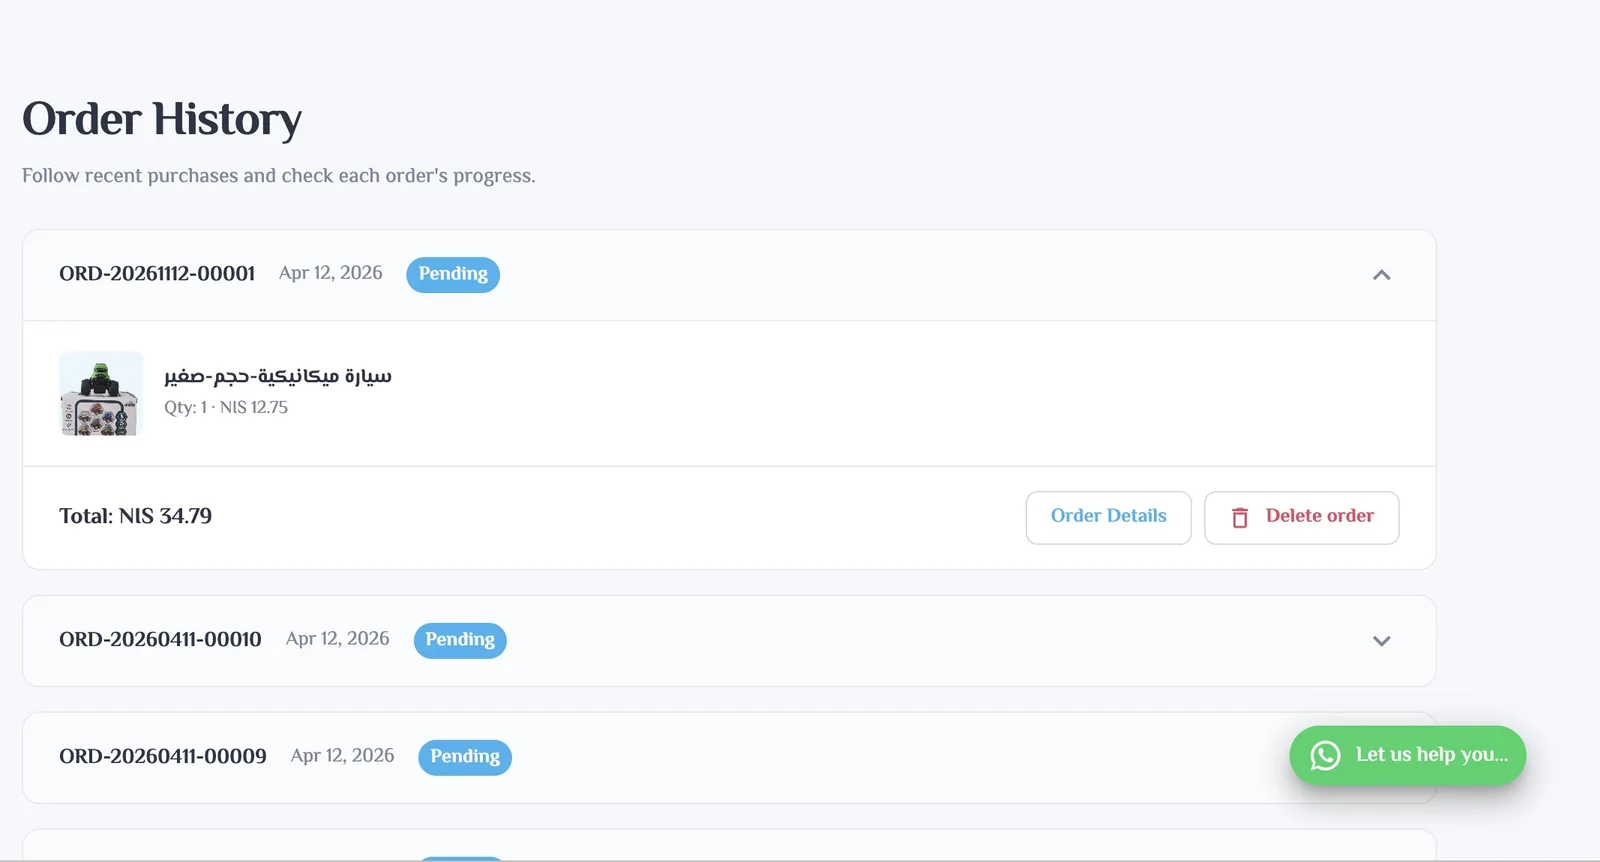 Order History
Follow recent purchases and check each order's progress.
ORD-20261112-00001 Apr 12, 2026 Pending
سيارة ميكانيكية-حجم-صغير
Qty: 1 · NIS 12.75
Total: NIS 34.79
Order Details
Delete order
ORD-20260411-00010 Apr 12, 2026 Pending
ORD-20260411-00009 Apr 12, 2026 Pending
Let us help you...